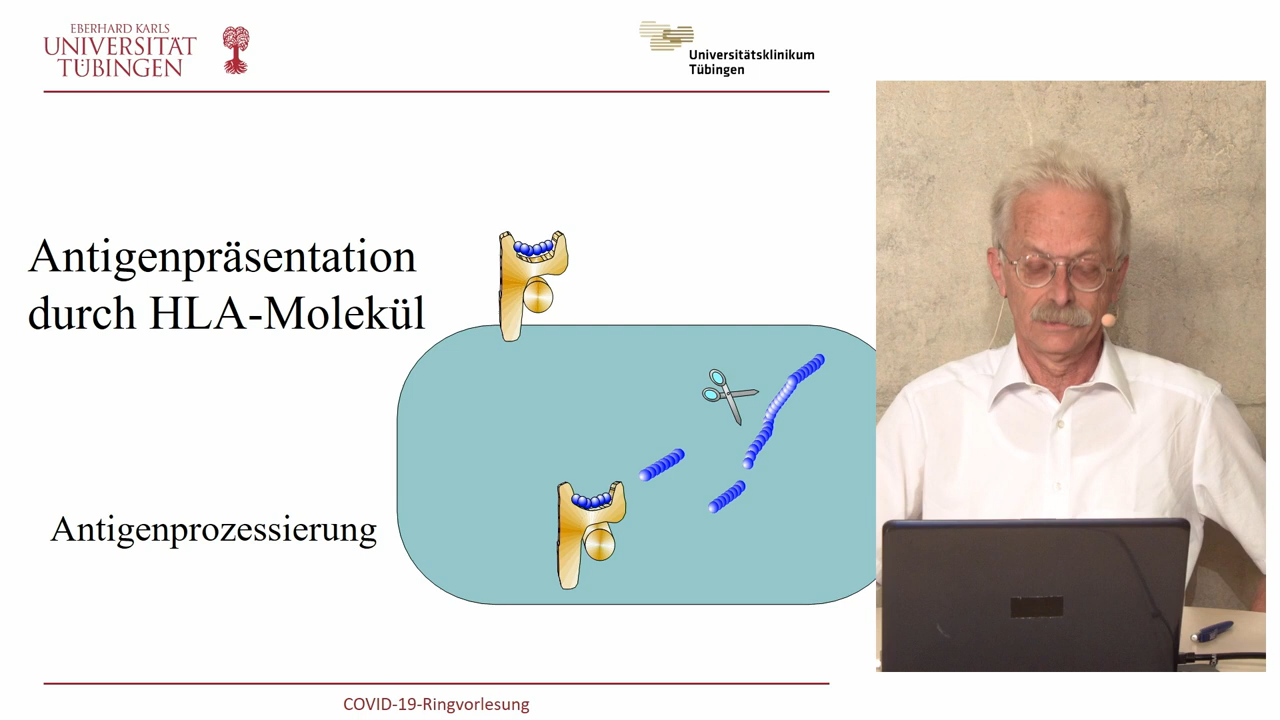 EBERHARD KARLS
UNIVERSITÄT
TÜBINGEN
Universitätsklinikum
Tübingen
Antigenpräsentation
durch HLA-Molekül
Antigenprozessierung
COVID-19-Ringvorlesung